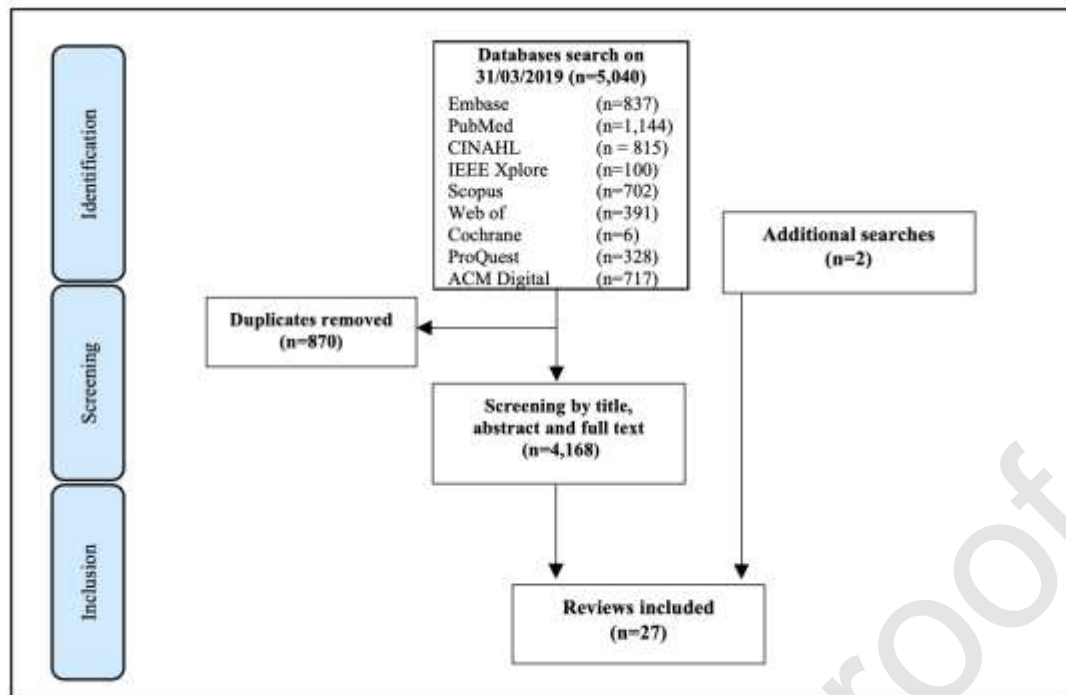 Identification
Screening
Inclusion
Databases search on
31/03/2019 (n=5,040)
Embase (n=837)
PubMed (n=1,144)
CINAHL (n = 815)
IEEE Xplore (n=100)
Scopus (n=702)
Web of (n=391)
Cochrane (n=6)
ProQuest (n=328)
ACM Digital (n=717)
Additional searches
(n=2)
Duplicates removed
(n=870)
Screening by title,
abstract and full text
(n=4,168)
Reviews included
(n=27)
roof